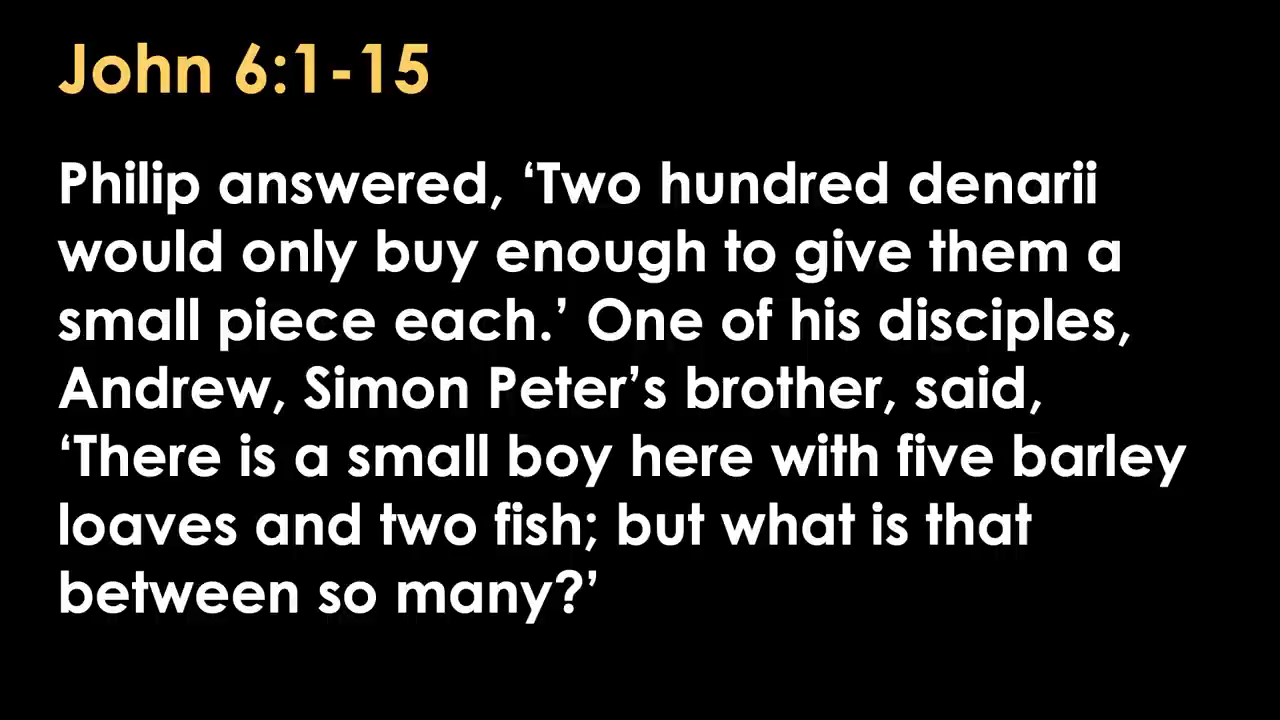 John 6:1-15
Philip answered, ‘Two hundred denarii
would only buy enough to give them a
small piece each.’ One of his disciples,
Andrew, Simon Peter’s brother, said,
‘There is a small boy here with five barley
loaves and two fish; but what is that
between so many?’